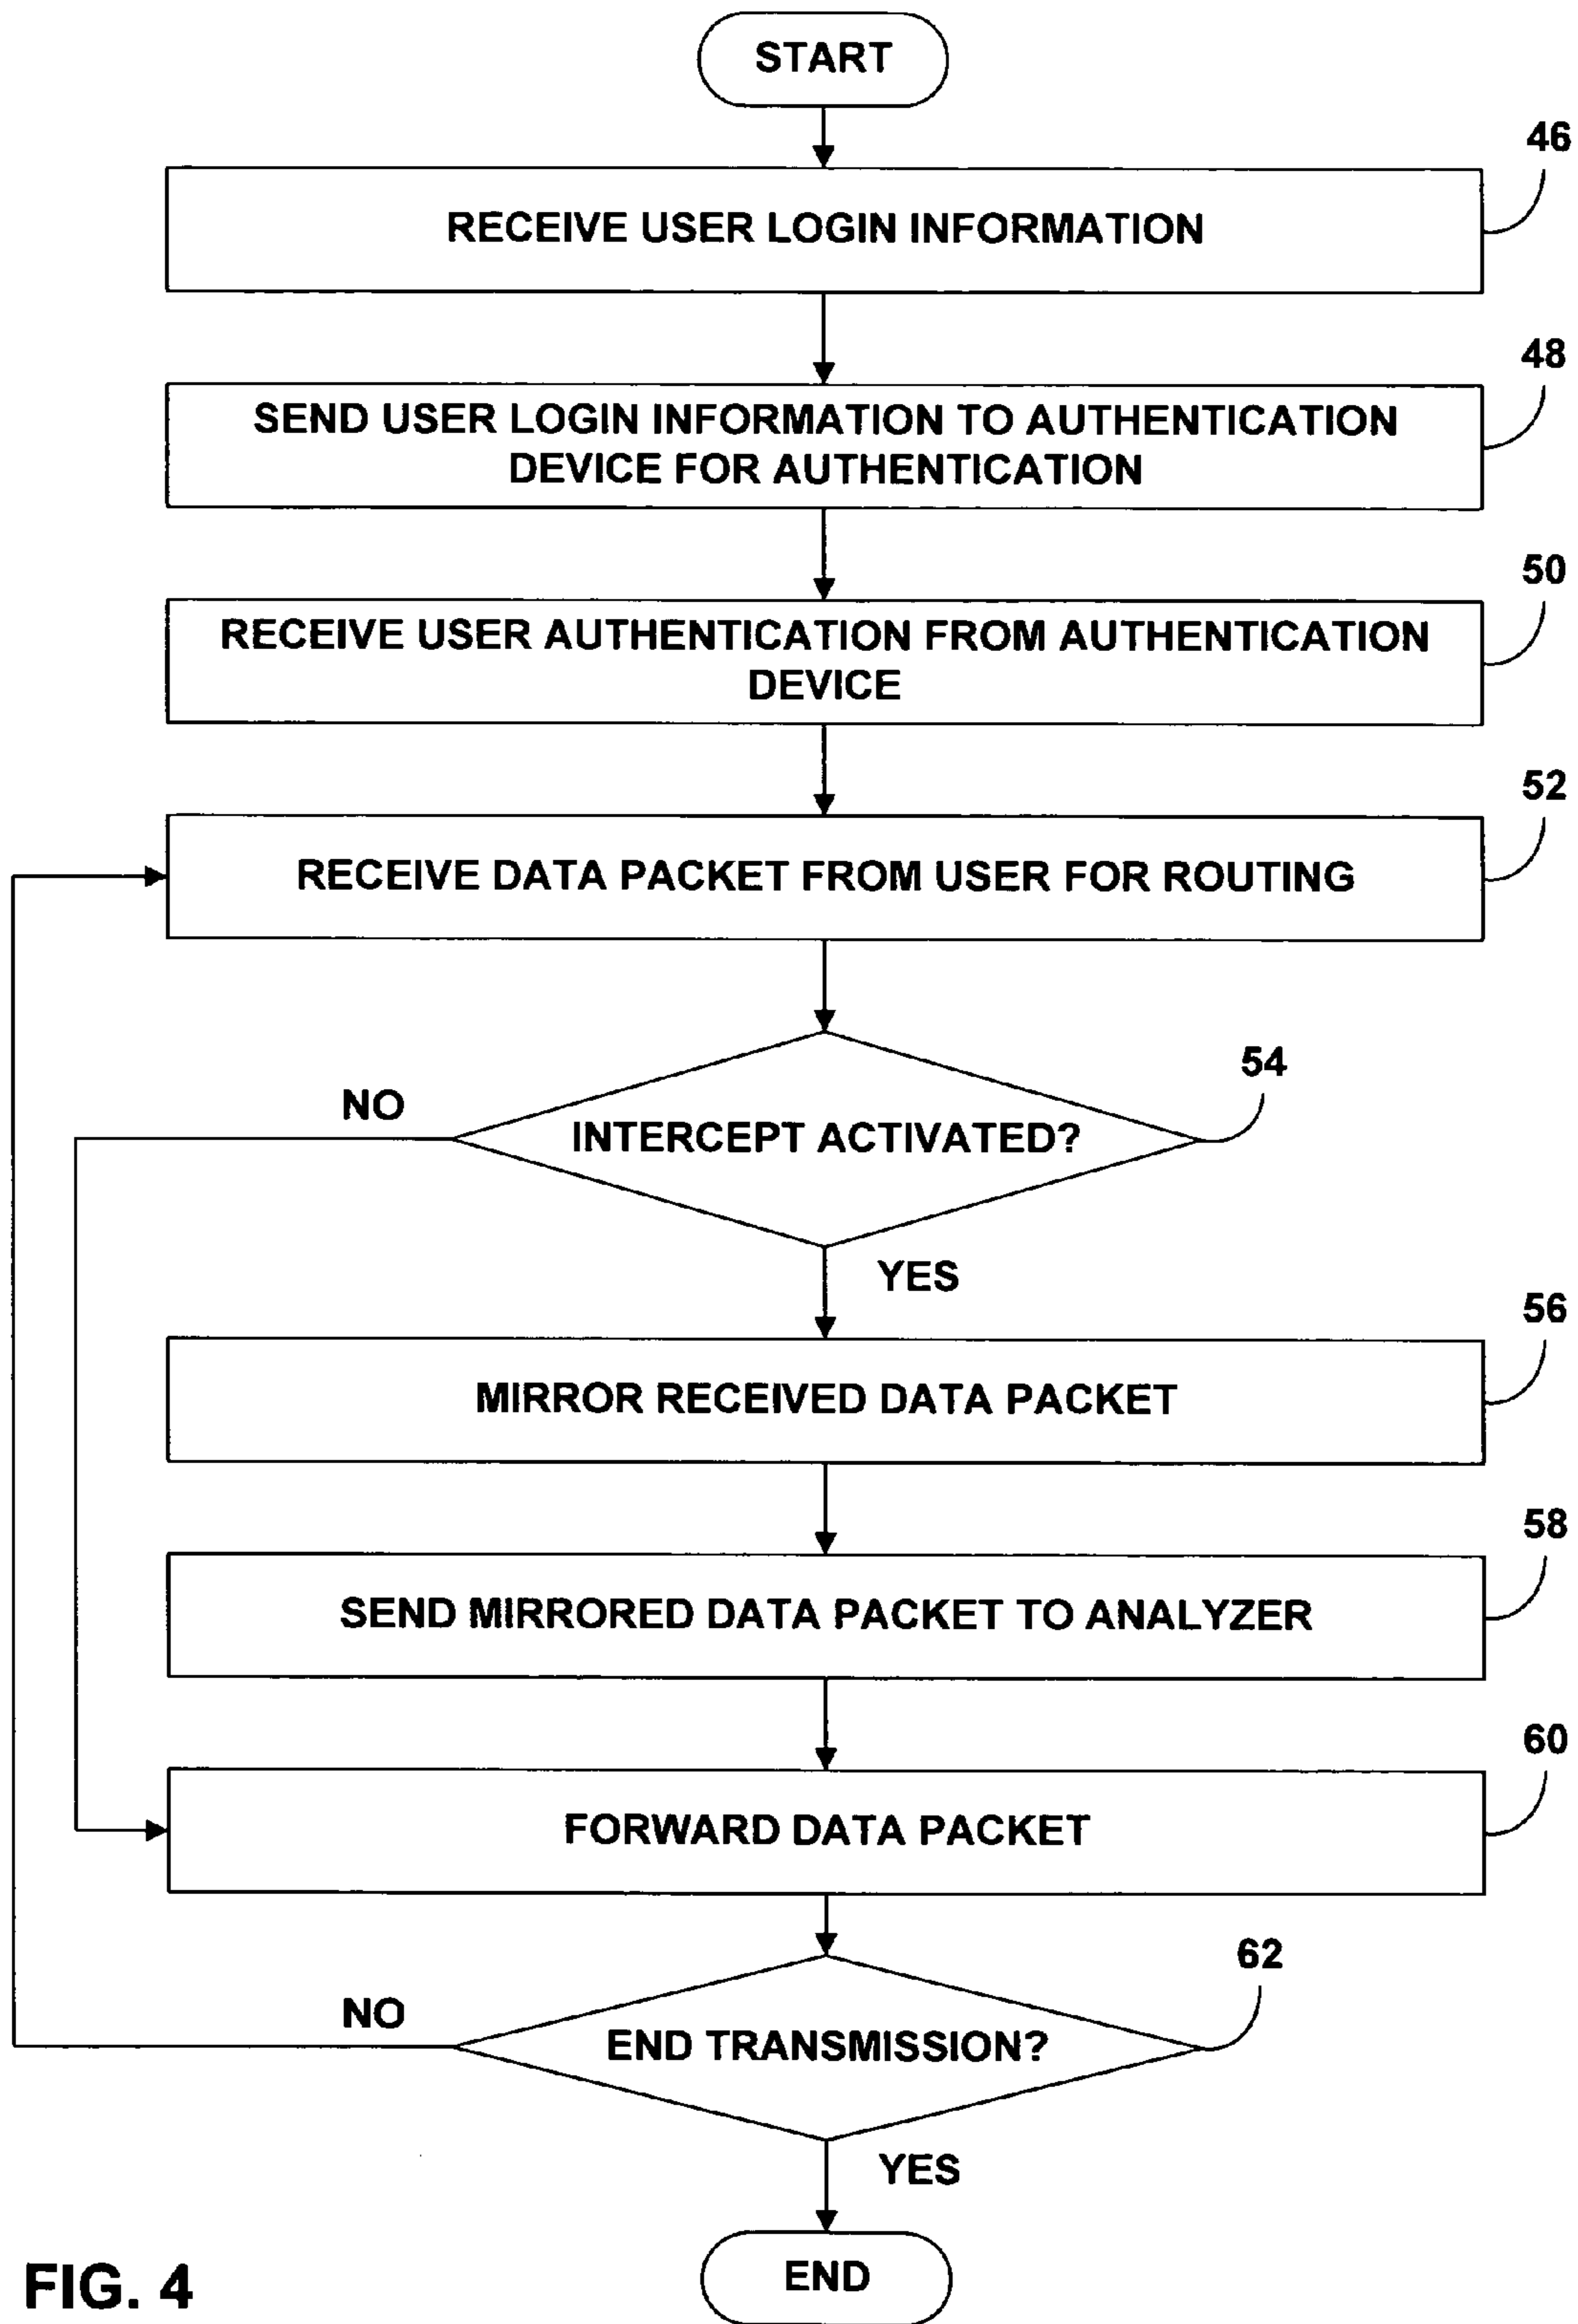 START
46
RECEIVE USER LOGIN INFORMATION
48
SEND USER LOGIN INFORMATION TO AUTHENTICATION
DEVICE FOR AUTHENTICATION
50
RECEIVE USER AUTHENTICATION FROM AUTHENTICATION
DEVICE
52
RECEIVE DATA PACKET FROM USER FOR ROUTING
54
NO
INTERCEPT ACTIVATED?
YES
56
MIRROR RECEIVED DATA PACKET
58
SEND MIRRORED DATA PACKET TO ANALYZER
60
FORWARD DATA PACKET
62
NO
END TRANSMISSION?
YES
END
FIG. 4